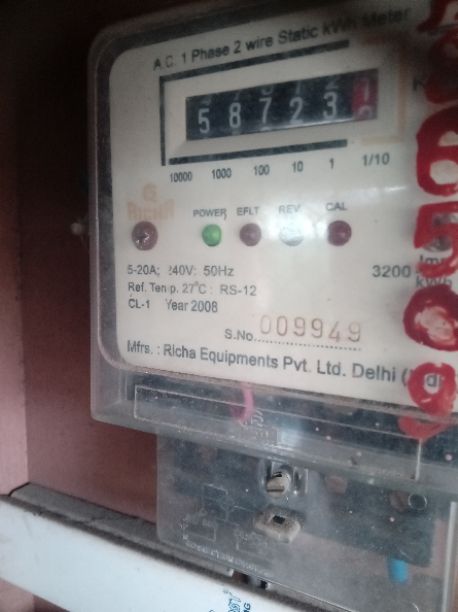 A.C. 1 Phase 2 wire Static kWh Meter
5 8 7 2 3
10000 1000 100 10 1 1/10
RICHA
POWER EFLT REV CAL
5-20A; 240V: 50Hz
3200
Ref. Temp. 27°C : RS-12
CL-1 Year 2008
S.No. 009949
Mfrs. : Richa Equipments Pvt. Ltd. Delhi